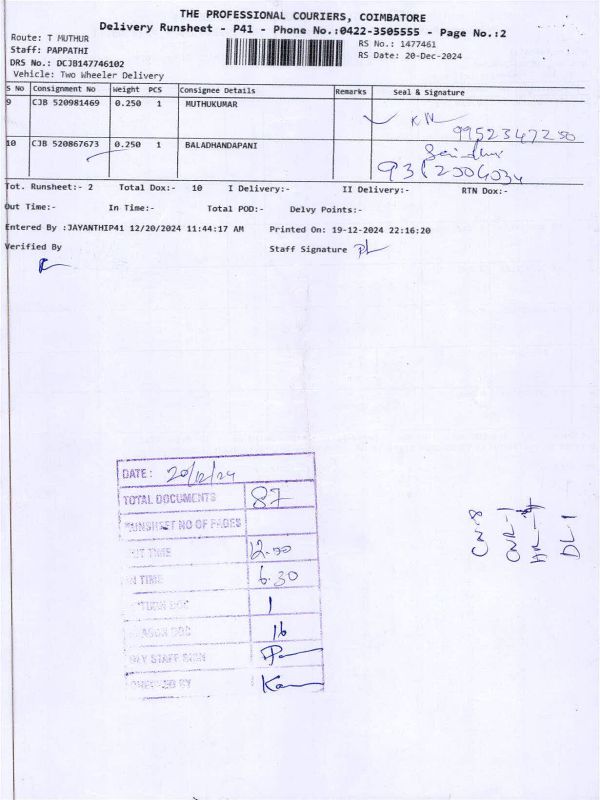 THE PROFESSIONAL COURIERS, COIMBATORE
Delivery Runsheet - P41 - Phone No.:0422-3505555 - Page No.:2
Route: T MUTHUR
RS No.: 1477461
Staff: PAPPATHI
RS Date: 20-Dec-2024
DRS No.: DCJB147746102
Vehicle: Two Wheeler Delivery
S No Consignment No Weight PCS Consignee Details Remarks Seal & Signature
9 CJB 520981469 0.250 1 MUTHUKUMAR
9952347250
10 CJB 520867673 0.250 1 BALADHANDAPANI
Tot. Runsheet:- 2 Total Dox:- 10 I Delivery:- II Delivery:- RTN Dox:-
Out Time:- In Time:- Total POD:- Delvy Points:-
Entered By :JAYANTHIP41 12/20/2024 11:44:17 AM Printed On: 19-12-2024 22:16:20
Verified By Staff Signature
DATE: 20/12/24
TOTAL DOCUMENTS 87
RUNSHEET NO OF PAGES
OUT TIME 12.00
IN TIME 6.30
1
16
DL-1